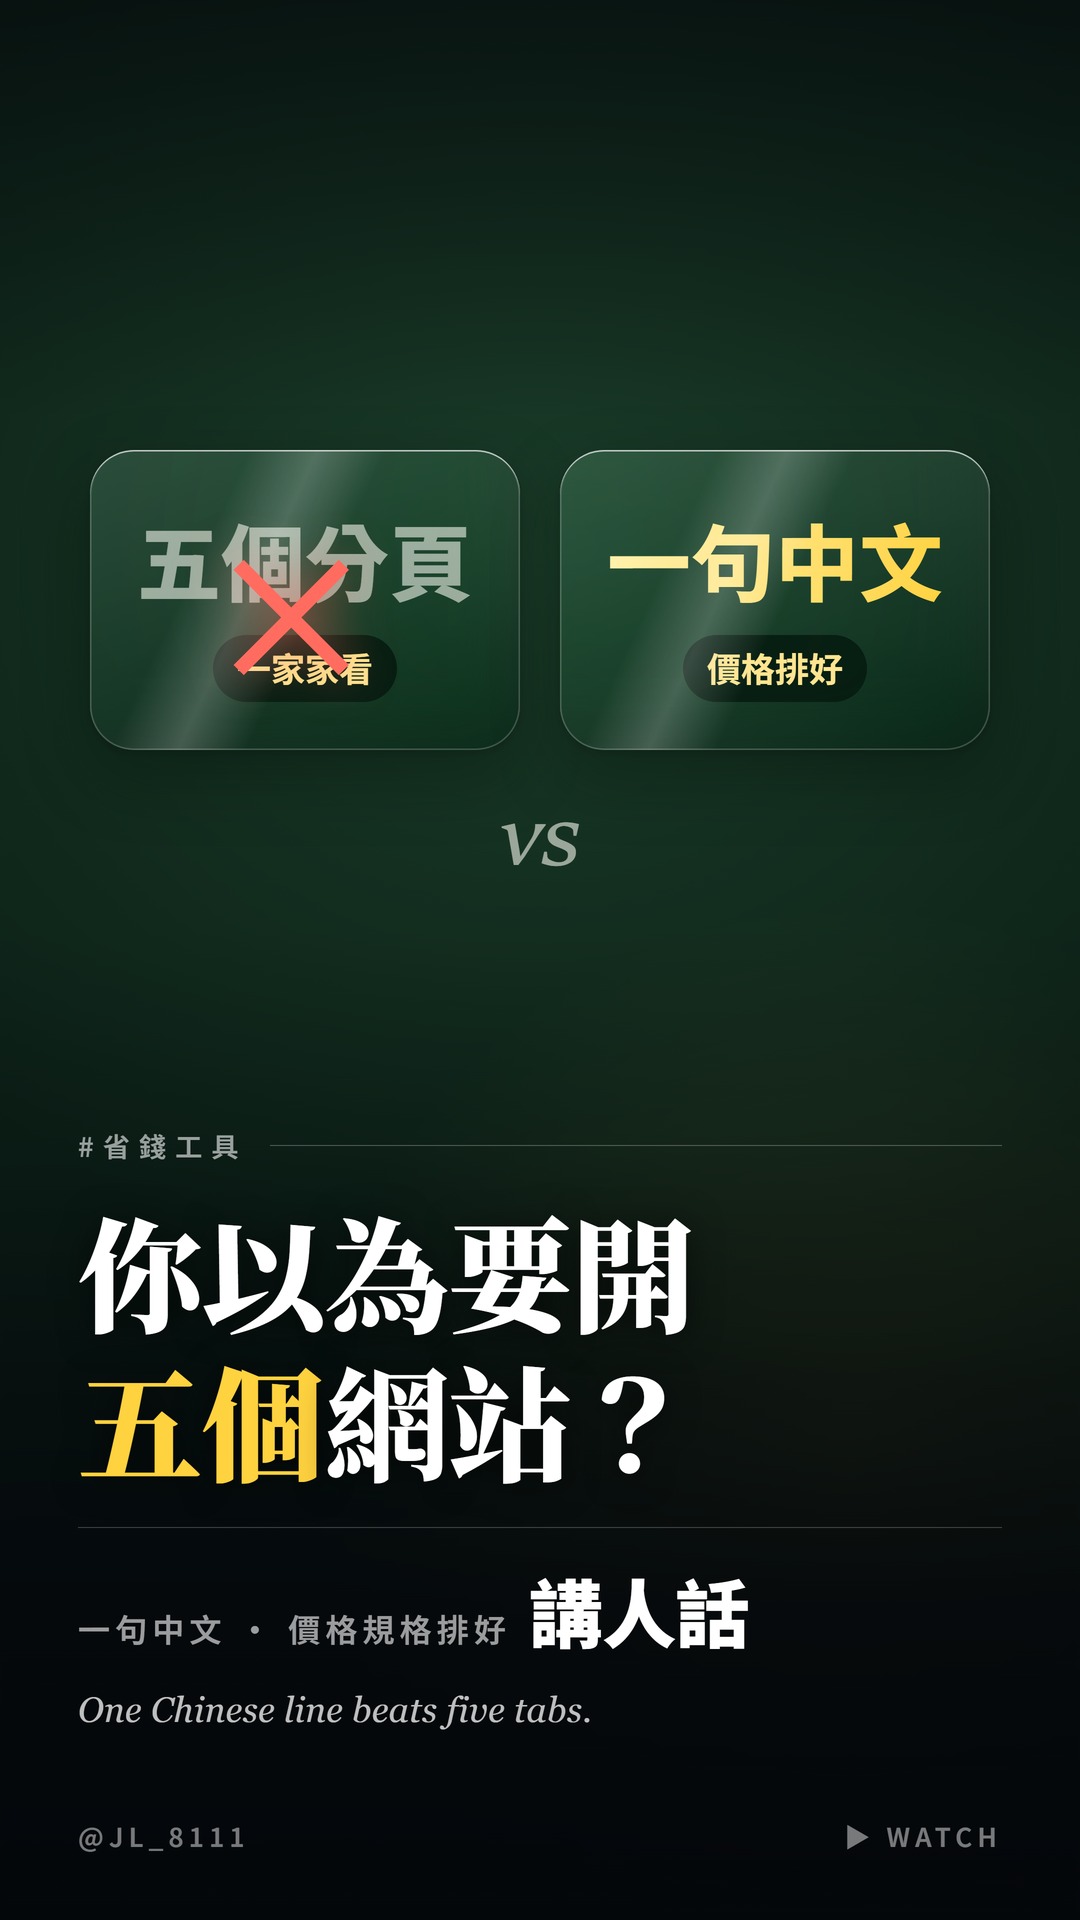 五個分頁
一家家看
一句中文
價格排好
vs
#省錢工具
你以為要開
五個網站？
一句中文 · 價格規格排好 講人話
One Chinese line beats five tabs.
@JL_8111
▶ WATCH